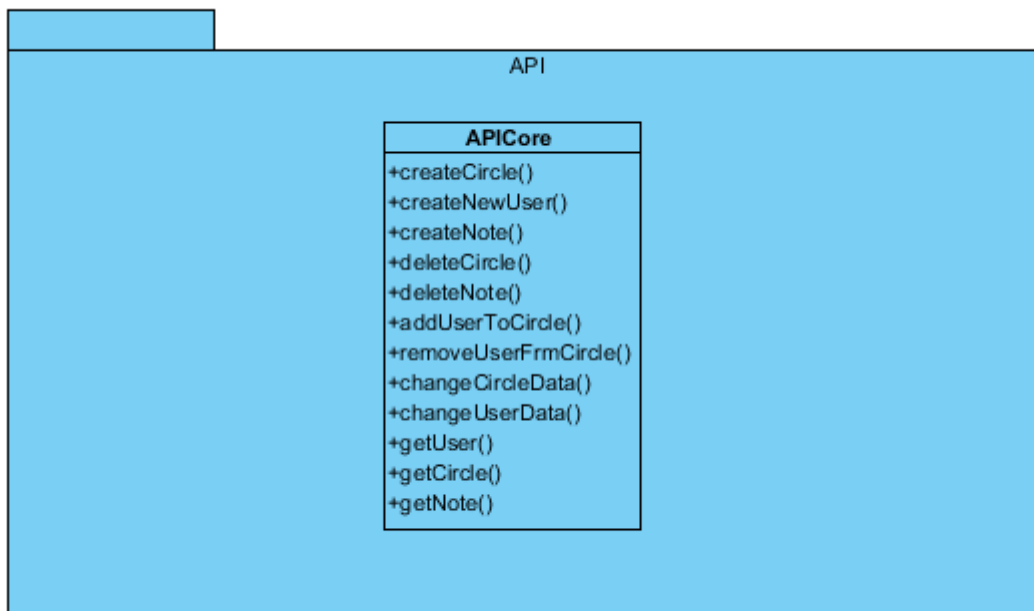 API
APICore
+createCircle()
+createNewUser()
+createNote()
+deleteCircle()
+deleteNote()
+addUserToCircle()
+removeUserFrmCircle()
+changeCircleData()
+changeUserData()
+getUser()
+getCircle()
+getNote()